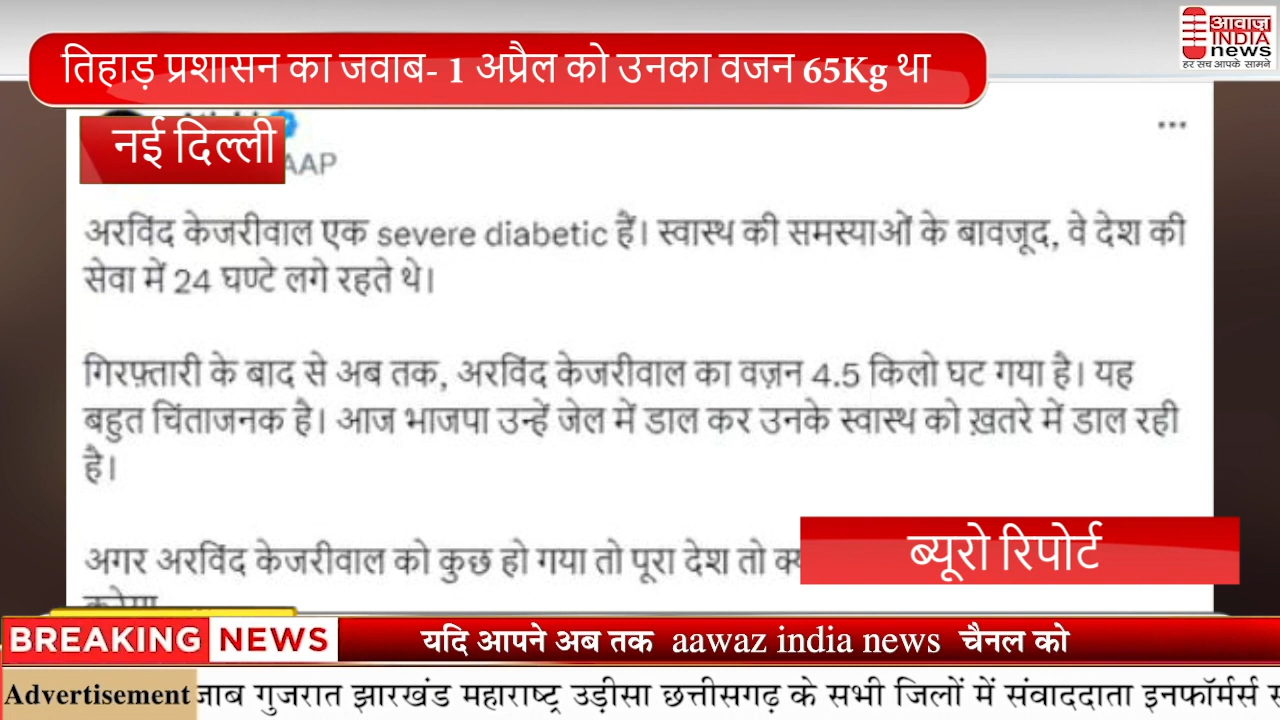 आवाज़
INDIA
news
हर सच आपके सामने
तिहाड़ प्रशासन का जवाब- 1 अप्रैल को उनका वजन 65Kg था
नई दिल्ली
AAP
अरविंद केजरीवाल एक severe diabetic हैं। स्वास्थ की समस्याओं के बावजूद, वे देश की
सेवा में 24 घण्टे लगे रहते थे।
गिरफ़्तारी के बाद से अब तक, अरविंद केजरीवाल का वज़न 4.5 किलो घट गया है। यह
बहुत चिंताजनक है। आज भाजपा उन्हें जेल में डाल कर उनके स्वास्थ को ख़तरे में डाल रही
है।
अगर अरविंद केजरीवाल को कुछ हो गया तो पूरा देश तो
ब्यूरो रिपोर्ट
BREAKING NEWS
यदि आपने अब तक aawaz india news चैनल को
Advertisement
जाब गुजरात झारखंड महाराष्ट्र उड़ीसा छत्तीसगढ़ के सभी जिलों में संवाददाता इनफॉर्मर्स